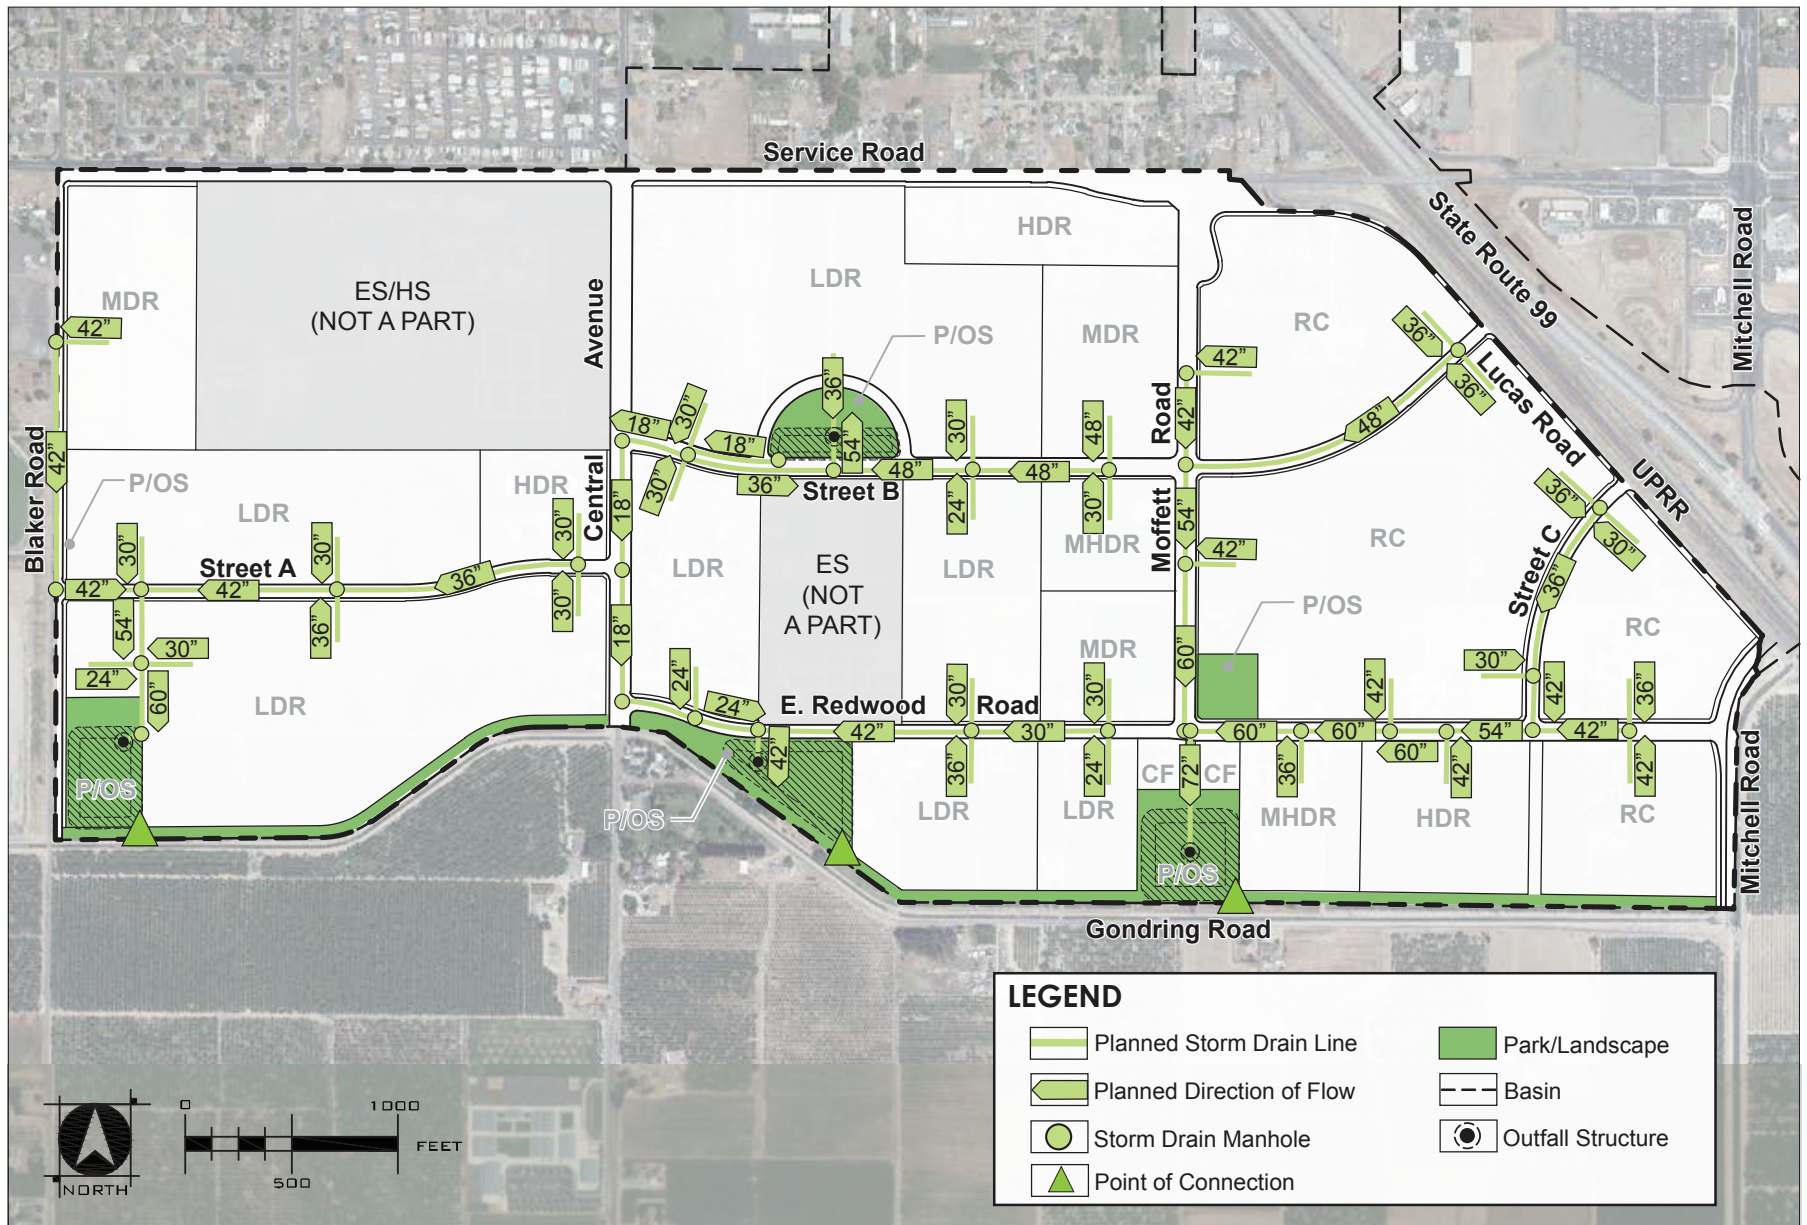 Service Road
State Route 99
Mitchell Road
HDR
LDR
ES/HS
(NOT A PART)
MDR
Avenue
RC
P/OS
MDR
42”
36”
42”
36”
Lucas Road
36”
Road
42”
30”
18”
18”
36”
54”
30”
48”
48”
48”
48”
Blaker Road
42”
P/OS
LDR
HDR
Central
30”
36”
Street B
24”
30”
UPRR
Moffett
54”
36”
30”
RC
Street C
36”
30”
30”
30”
18”
LDR
ES
(NOT
A PART)
LDR
MHDR
42”
Street A
42”
42”
36”
30”
36”
54”
P/OS
RC
MDR
30”
24”
60”
LDR
18”
24”
24”
E. Redwood
Road
30”
30”
60”
30”
42”
42”
36”
42”
42”
30”
60”
60”
54”
42”
60”
36”
24”
72”
36”
42”
42”
CF
CF
P/OS
P/OS
LDR
LDR
MHDR
HDR
RC
P/OS
Mitchell Road
Gondring Road
LEGEND
Planned Storm Drain Line
Park/Landscape
Planned Direction of Flow
Basin
Storm Drain Manhole
Outfall Structure
Point of Connection
0
1000
FEET
500
NORTH